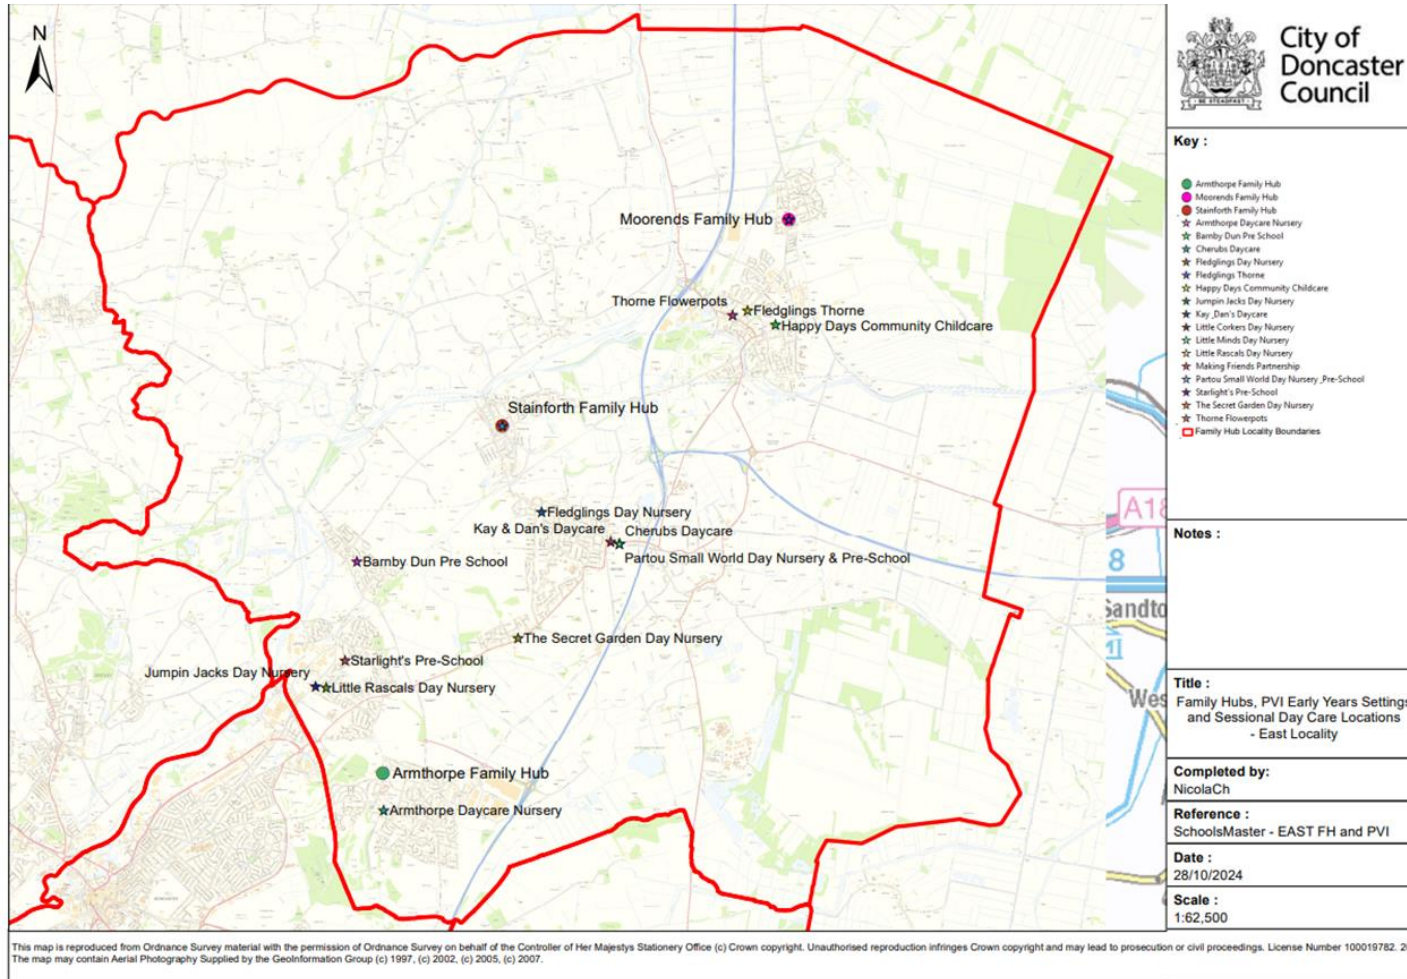 N
Moorends Family Hub
Thorne Flowerpots
Fledglings Thorne
Happy Days Community Childcare
Stainforth Family Hub
Fledglings Day Nursery
Kay & Dan's Daycare
Cherubs Daycare
Partou Small World Day Nursery & Pre-School
Barnby Dun Pre School
The Secret Garden Day Nursery
Starlight's Pre-School
Jumpin Jacks Day Nursery
Little Rascals Day Nursery
Armthorpe Family Hub
Armthorpe Daycare Nursery
A18
8
Sandto
Wes
BE STEADFAST
City of
Doncaster
Council
Key :
Armthorpe Family Hub
Moorends Family Hub
Stainforth Family Hub
Armthorpe Daycare Nursery
Barnby Dun Pre School
Cherubs Daycare
Fledglings Day Nursery
Fledglings Thorne
Happy Days Community Childcare
Jumpin Jacks Day Nursery
Kay ,Dan's Daycare
Little Corkers Day Nursery
Little Minds Day Nursery
Little Rascals Day Nursery
Making Friends Partnership
Partou Small World Day Nursery ,Pre-School
Starlight's Pre-School
The Secret Garden Day Nursery
Thorne Flowerpots
Family Hub Locality Boundaries
Notes :
Title :
Family Hubs, PVI Early Years Settings
and Sessional Day Care Locations
- East Locality
Completed by:
NicolaCh
Reference :
SchoolsMaster - EAST FH and PVI
Date :
28/10/2024
Scale :
1:62,500
This map is reproduced from Ordnance Survey material with the permission of Ordnance Survey on behalf of the Controller of Her Majestys Stationery Office (c) Crown copyright. Unauthorised reproduction infringes Crown copyright and may lead to prosecution or civil proceedings. License Number 100019782. 2
The map may contain Aerial Photography Supplied by the GeoInformation Group (c) 1997, (c) 2002, (c) 2005, (c) 2007.